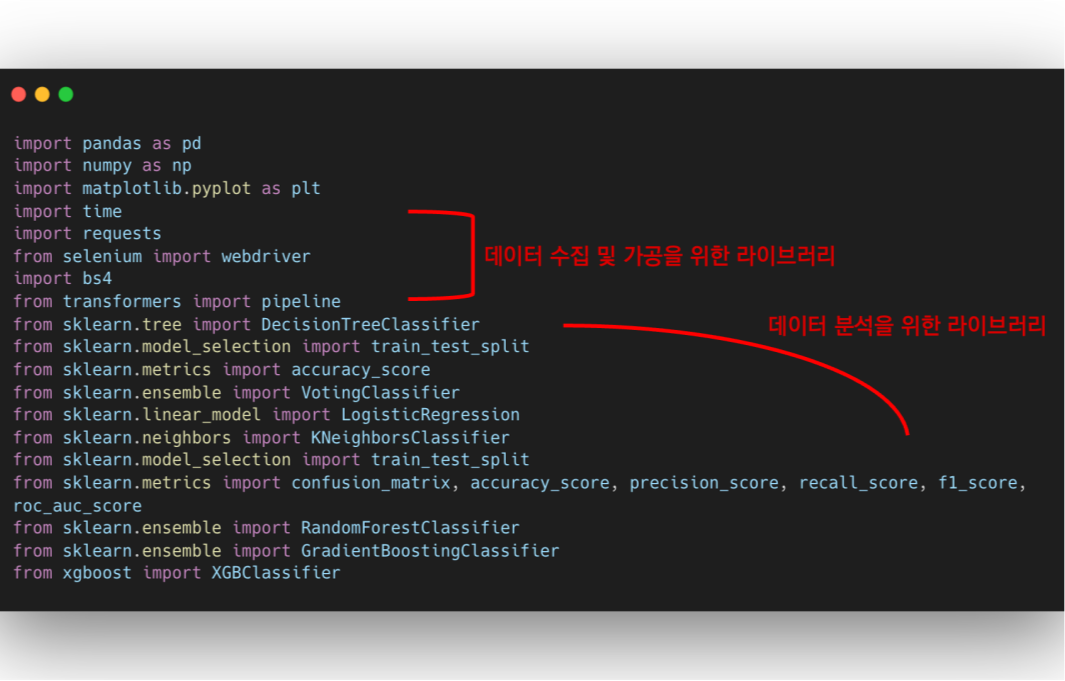 import pandas as pd
import numpy as np
import matplotlib.pyplot as plt
import time
import requests
from selenium import webdriver
데이터 수집 및 가공을 위한 라이브러리
import bs4
from transformers import pipeline
from sklearn.tree import DecisionTreeClassifier
데이터 분석을 위한 라이브러리
from sklearn.model_selection import train_test_split
from sklearn.metrics import accuracy_score
from sklearn.ensemble import VotingClassifier
from sklearn.linear_model import LogisticRegression
from sklearn.neighbors import KNeighborsClassifier
from sklearn.model_selection import train_test_split
from sklearn.metrics import confusion_matrix, accuracy_score, precision_score, recall_score, f1_score,
roc_auc_score
from sklearn.ensemble import RandomForestClassifier
from sklearn.ensemble import GradientBoostingClassifier
from xgboost import XGBClassifier